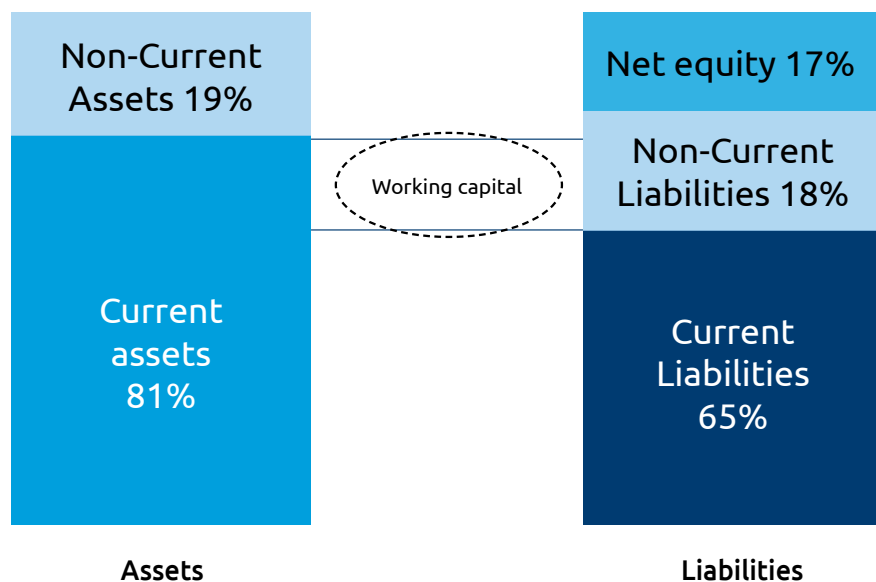 Non-Current
Assets 19%
Current
assets
81%
Working capital
Net equity 17%
Non-Current
Liabilities 18%
Current
Liabilities
65%
Assets
Liabilities